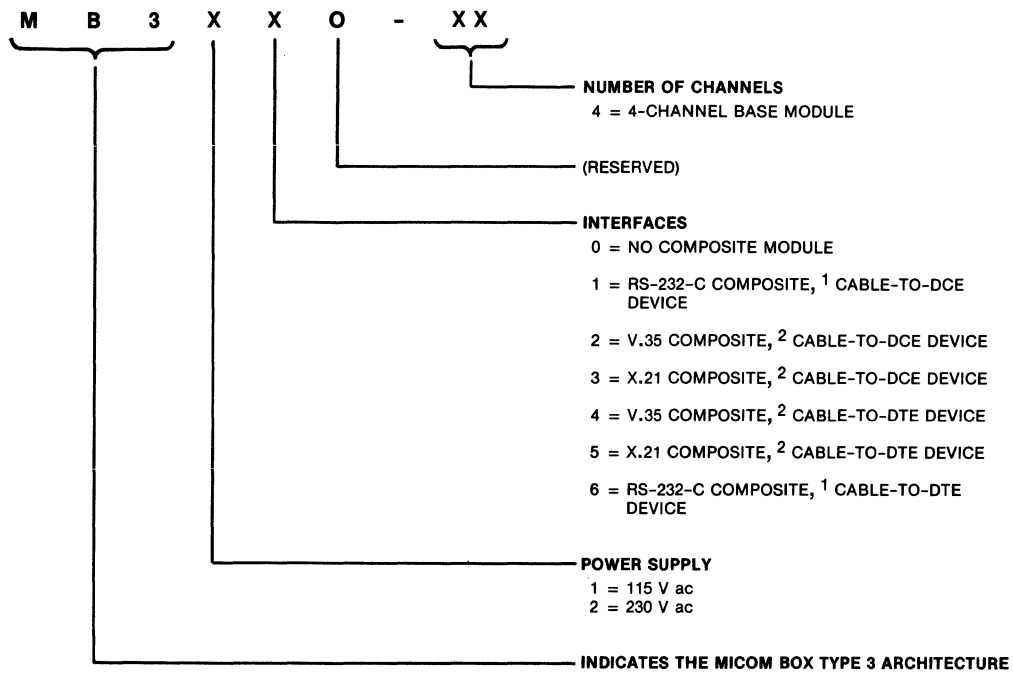 M B 3 X X 0 - XX
NUMBER OF CHANNELS
4 = 4-CHANNEL BASE MODULE
(RESERVED)
INTERFACES
0 = NO COMPOSITE MODULE
1 = RS-232-C COMPOSITE, 1 CABLE-TO-DCE
DEVICE
2 = V.35 COMPOSITE, 2 CABLE-TO-DCE DEVICE
3 = X.21 COMPOSITE, 2 CABLE-TO-DCE DEVICE
4 = V.35 COMPOSITE, 2 CABLE-TO-DTE DEVICE
5 = X.21 COMPOSITE, 2 CABLE-TO-DTE DEVICE
6 = RS-232-C COMPOSITE, 1 CABLE-TO-DTE
DEVICE
POWER SUPPLY
1 = 115 V ac
2 = 230 V ac
INDICATES THE MICOM BOX TYPE 3 ARCHITECTURE